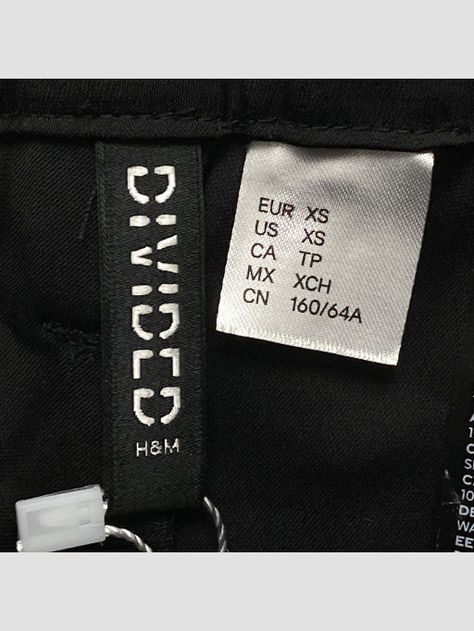 DIVIDED
H&M
EUR XS
US XS
CA TP
MX XCH
CN 160/64A